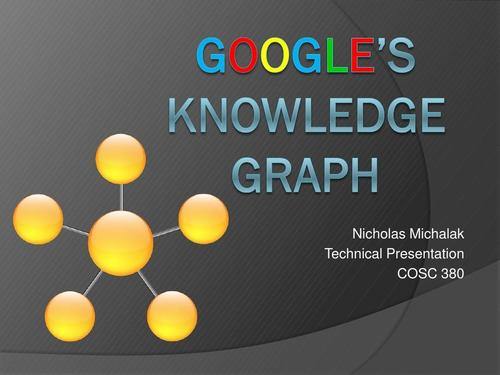 GOOGLE'S
KNOWLEDGE
GRAPH
Nicholas Michalak
Technical Presentation
COSC 380